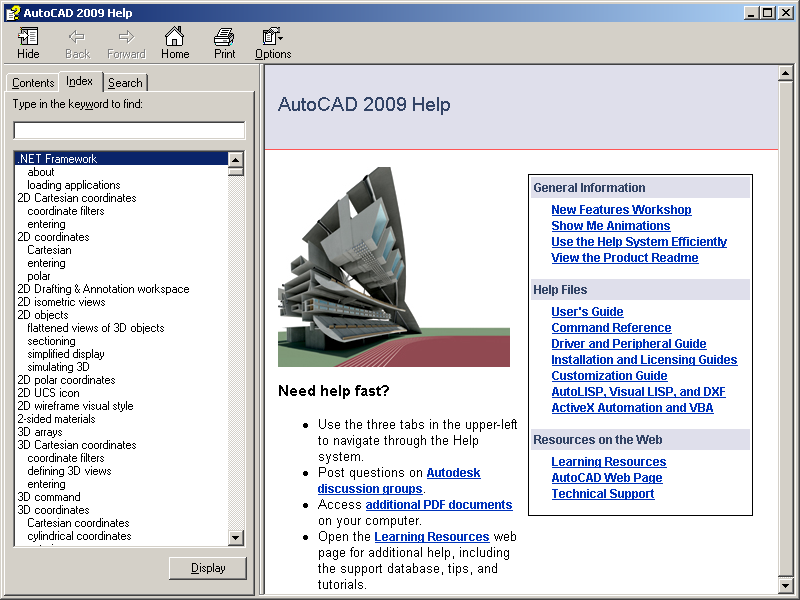 AutoCAD 2009 Help
Hide
Back
Forward
Home
Print
Options
Contents
Index
Search
Type in the keyword to find:
.NET Framework
about
loading applications
2D Cartesian coordinates
coordinate filters
entering
2D coordinates
Cartesian
entering
polar
2D Drafting & Annotation workspace
2D isometric views
2D objects
flattened views of 3D objects
sectioning
simplified display
simulating 3D
2D polar coordinates
2D UCS icon
2D wireframe visual style
2-sided materials
3D arrays
3D Cartesian coordinates
coordinate filters
defining 3D views
entering
3D command
3D coordinates
Cartesian coordinates
cylindrical coordinates
Display
AutoCAD 2009 Help
Need help fast?
• Use the three tabs in the upper-left
to navigate through the Help
system.
• Post questions on Autodesk
discussion groups.
• Access additional PDF documents
on your computer.
• Open the Learning Resources web
page for additional help, including
the support database, tips, and
tutorials.
General Information
New Features Workshop
Show Me Animations
Use the Help System Efficiently
View the Product Readme
Help Files
User's Guide
Command Reference
Driver and Peripheral Guide
Installation and Licensing Guides
Customization Guide
AutoLISP, Visual LISP, and DXF
ActiveX Automation and VBA
Resources on the Web
Learning Resources
AutoCAD Web Page
Technical Support